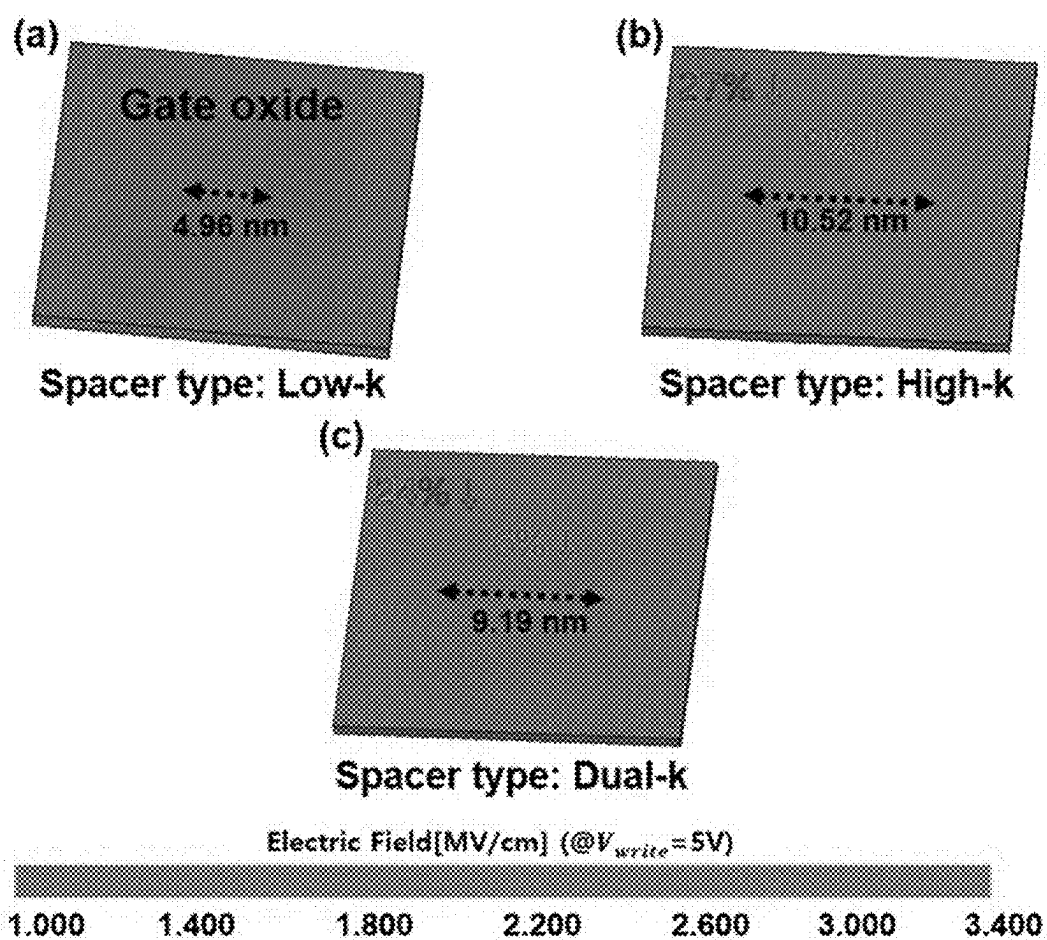 (a)
Gate oxide
4.96 nm
Spacer type: Low-k
(b)
10.52 nm
Spacer type: High-k
(c)
9.19 nm
Spacer type: Dual-k
Electric Field[MV/cm] (@V_write=5V)
1.000 1.400 1.800 2.200 2.600 3.000 3.400